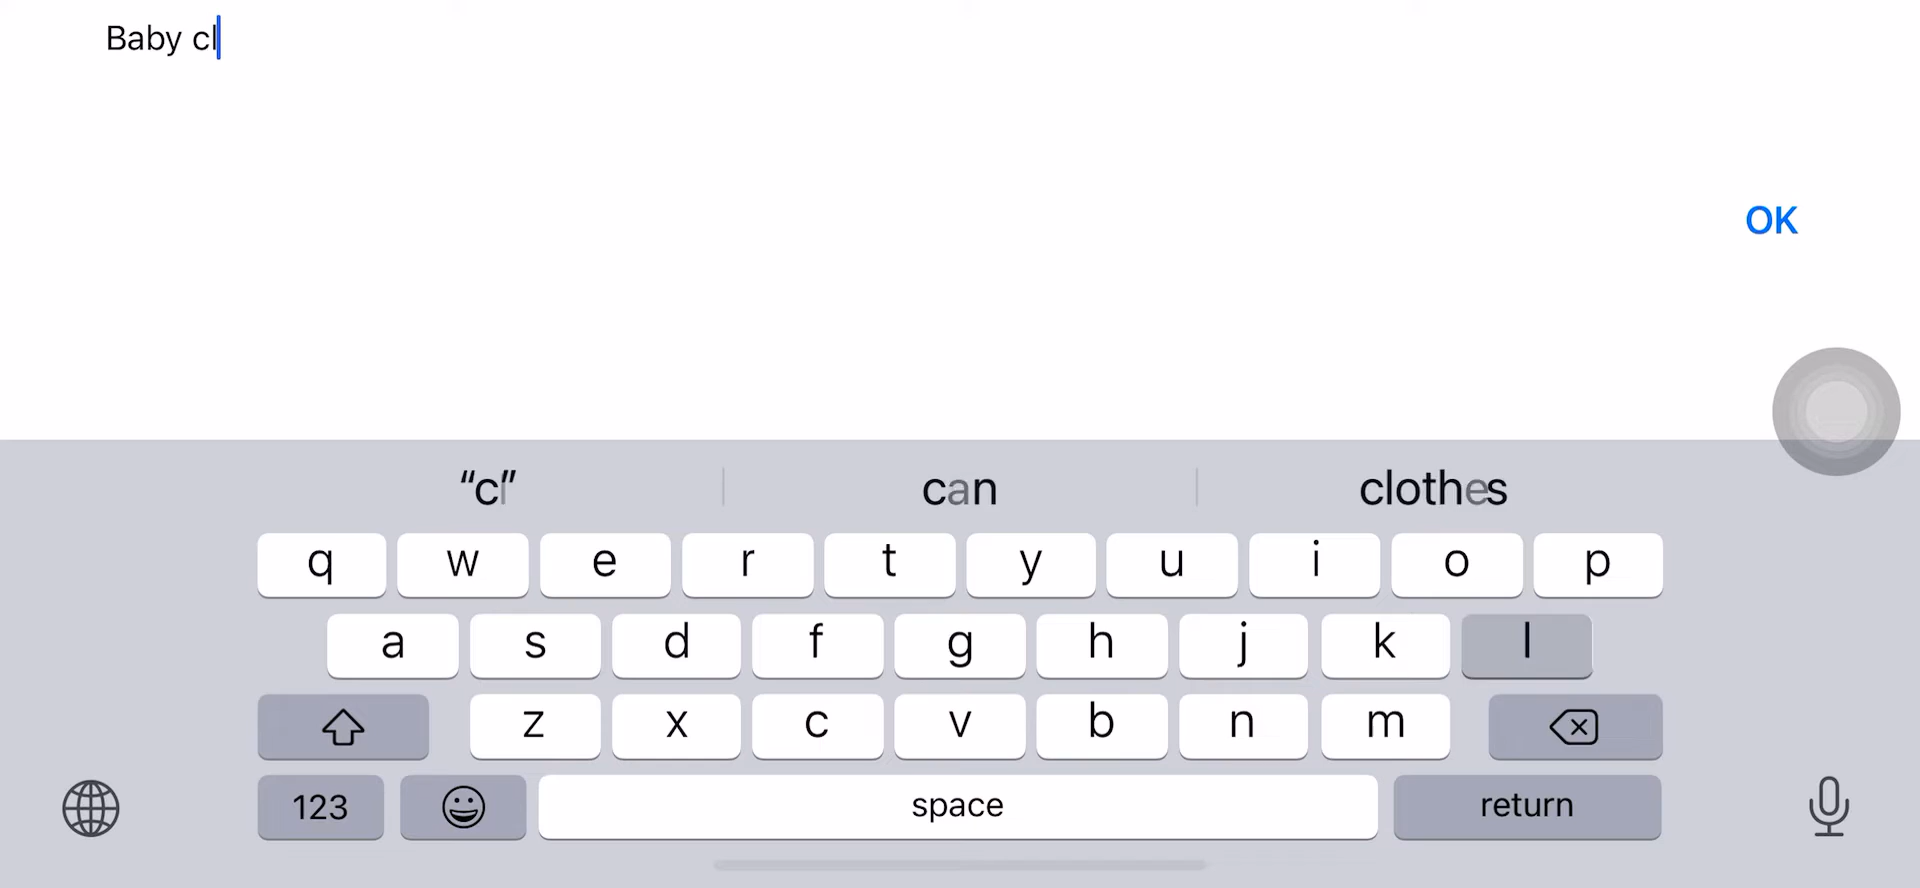 Baby cl
OK
“cl” can clothes
q w e r t y u i o p
a s d f g h j k l
z x c v b n m
123 space return